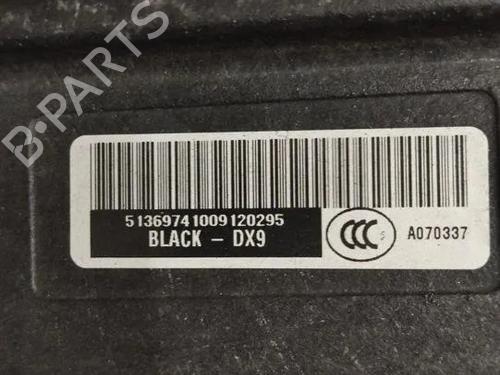 B-PARTS
51369741009120295
BLACK - DX9
CCC
A070337